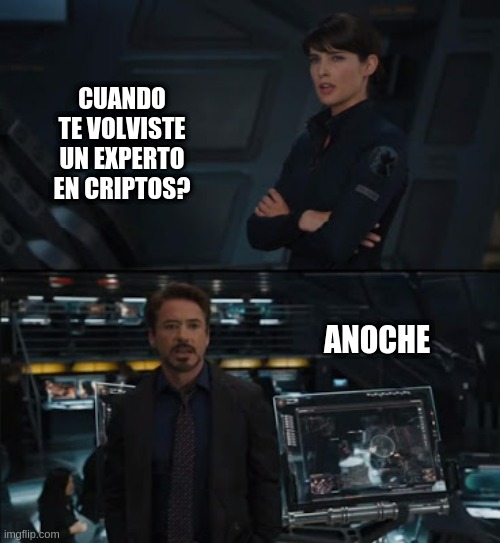 CUANDO
TE VOLVISTE
UN EXPERTO
EN CRIPTOS?
ANOCHE
imgflip.com